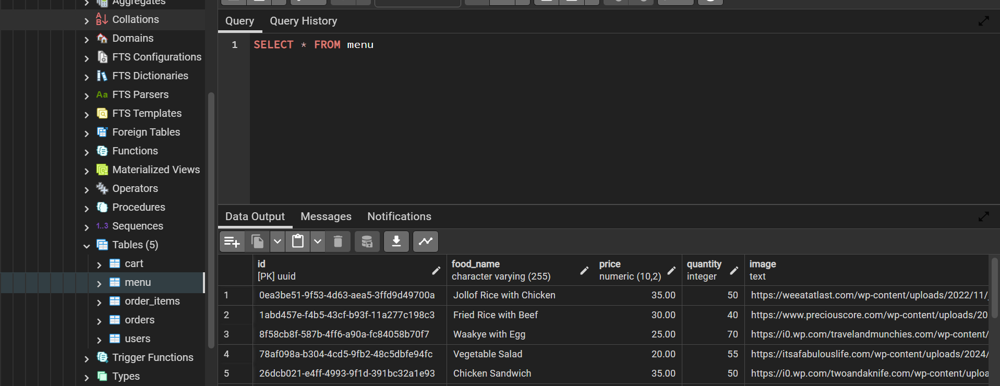 Aggregates
Collations
Domains
FTS Configurations
FTS Dictionaries
Aa FTS Parsers
FTS Templates
Foreign Tables
Functions
Materialized Views
Operators
Procedures
1..3 Sequences
Tables (5)
cart
menu
order_items
orders
users
Trigger Functions
Types
Query Query History
1 SELECT * FROM menu
Data Output Messages Notifications
id food_name price quantity image
[PK] uuid character varying (255) numeric (10,2) integer text
1 0ea3be51-9f53-4d63-aea5-3ffd9d49700a Jollof Rice with Chicken 35.00 50 https://weeatatlast.com/wp-content/uploads/2022/11/
2 1abd457e-f4b5-43cf-b93f-11a277c198c3 Fried Rice with Beef 30.00 40 https://www.preciouscore.com/wp-content/uploads/20
3 8f58cb8f-587b-4ff6-a90a-fc84058b70f7 Waakye with Egg 25.00 70 https://i0.wp.com/travelandmunchies.com/wp-content/
4 78af098a-b304-4cd5-9fb2-48c5dbfe94fc Vegetable Salad 20.00 55 https://itsafabulouslife.com/wp-content/uploads/2024/
5 26dcb021-e4ff-4993-9f1d-391bc32a1e93 Chicken Sandwich 35.00 50 https://i0.wp.com/twoandaknife.com/wp-content/uploa